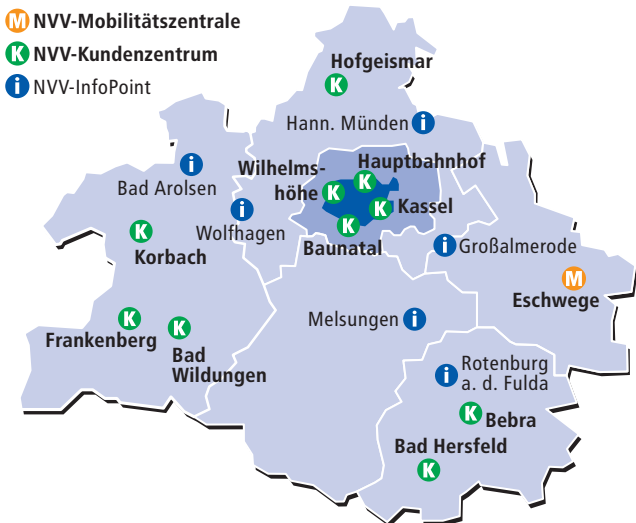 M NVV-Mobilitätszentrale
K NVV-Kundenzentrum
i NVV-InfoPoint
Hofgeismar
K
Hann. Münden i
Hauptbahnhof
K
Wilhelms-
höhe K
K Kassel
K
Baunatal
i
Bad Arolsen
i
Wolfhagen
K
Korbach
i Großalmerode
M
Eschwege
Melsungen i
K
Frankenberg
K
Bad
Wildungen
i Rotenburg
a. d. Fulda
K Bebra
Bad Hersfeld
K